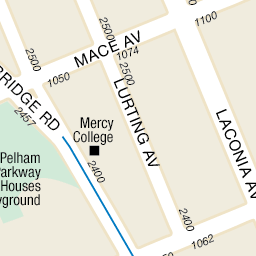 2500
2500
1100
MACE AV
1050
1074
2500
BRIDGE RD
2457
LURTING AV
LACONIA AV
Mercy
College
Pelham
Parkway
Houses
yground
2400
2400
1062